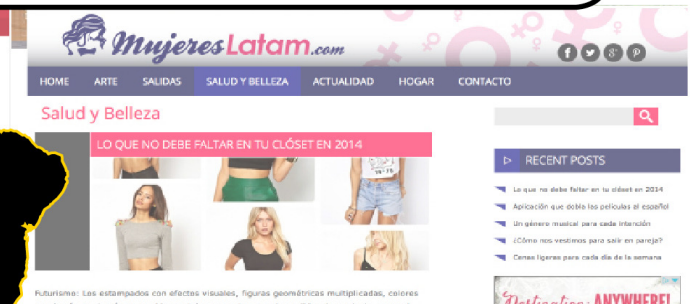 MujeresLatam.com
HOME ARTE SALIDAS SALUD Y BELLEZA ACTUALIDAD HOGAR CONTACTO
Salud y Belleza
LO QUE NO DEBE FALTAR EN TU CLÓSET EN 2014
Futurismo: Los estampados con efectos visuales, figuras geométricas multiplicadas, colores
RECENT POSTS
Lo que no debe faltar en tu clóset en 2014
Aplicación que dobla las películas al español
Un género musical para cada intención
¿Cómo nos vestimos para salir en pareja?
Cenas ligeras para cada día de la semana
Destination: ANYWHERE!